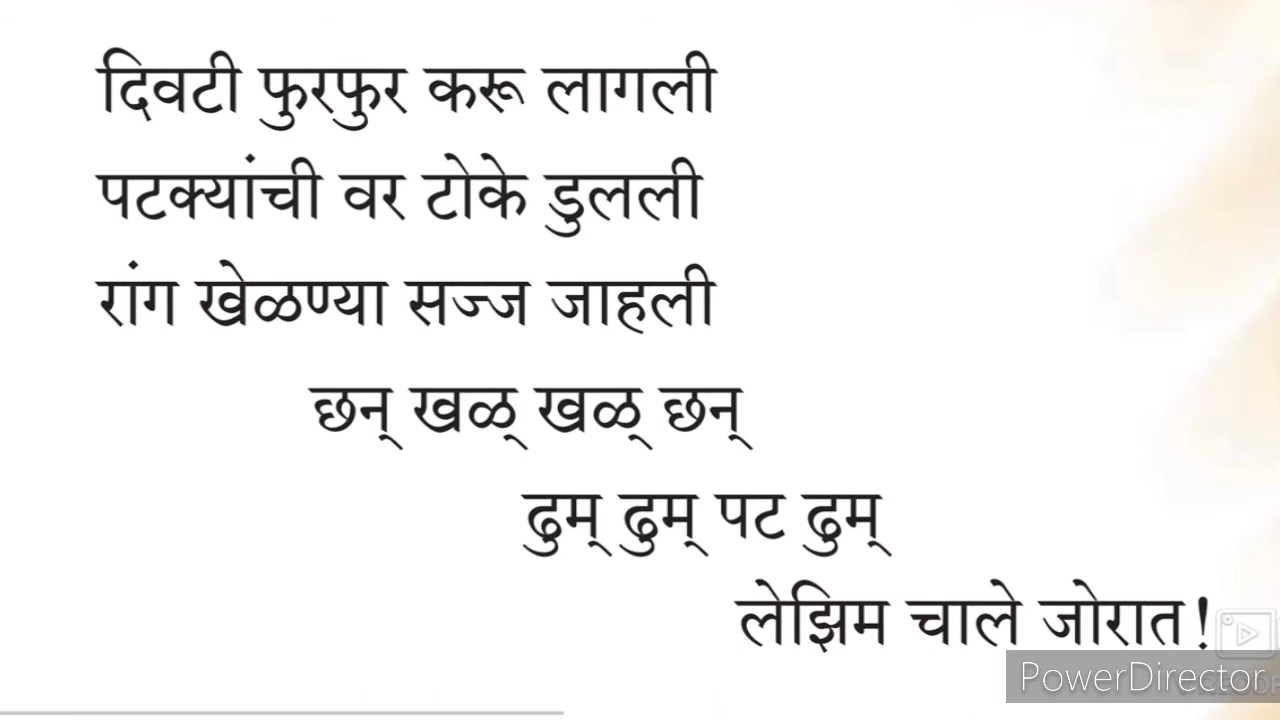 दिवटी फुरफुर करू लागली
पटक्यांची वर टोके डुलली
रांग खेळण्या सज्ज जाहली
छन् खळ् खळ् छन्
ढुम् ढुम् पट ढुम्
लेझिम चाले जोरात!
PowerDirector